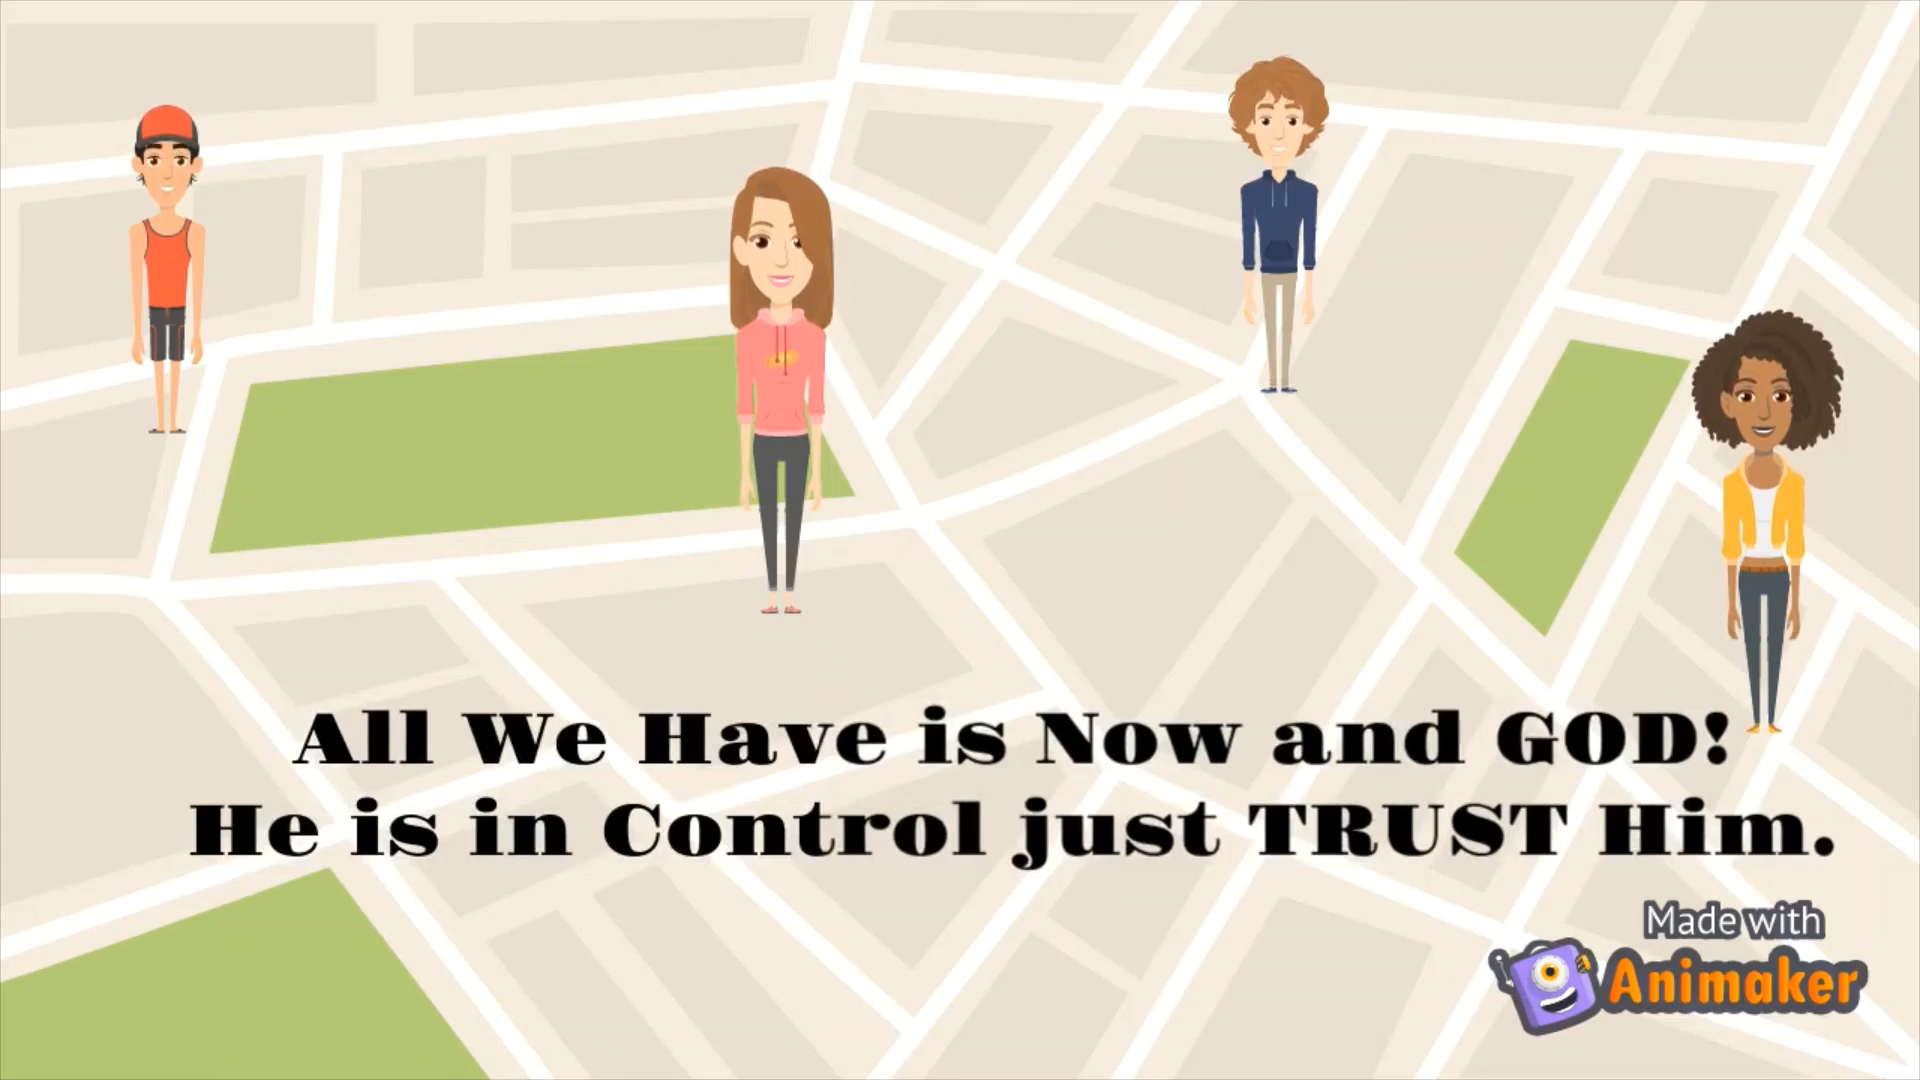 All We Have is Now and GOD!
He is in Control just TRUST Him.
Made with
Animaker